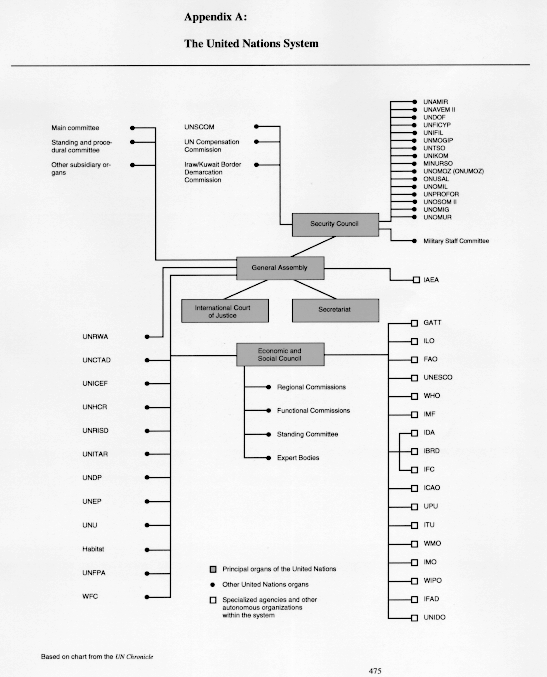 Appendix A:
The United Nations System
Main committee
Standing and proce-
dural committee
Other subsidiary or-
gans
UNSCOM
UN Compensation
Commission
Iraw/Kuwait Border
Demarcation
Commission
UNAMIR
UNAVEM II
UNDOF
UNFICYP
UNIFIL
UNMOGIP
UNTSO
UNIKOM
MINURSO
UNOMOZ (ONUMOZ)
ONUSAL
UNOMIL
UNPROFOR
UNOSOM II
UNOMIG
UNOMUR
Military Staff Committee
Security Council
General Assembly
IAEA
International Court
of Justice
Secretariat
Economic and
Social Council
Regional Commissions
Functional Commissions
Standing Committee
Expert Bodies
UNRWA
UNCTAD
UNICEF
UNHCR
UNRISD
UNITAR
UNDP
UNEP
UNU
Habitat
UNFPA
WFC
GATT
ILO
FAO
UNESCO
WHO
IMF
IDA
IBRD
IFC
ICAO
UPU
ITU
WMO
IMO
WIPO
IFAD
UNIDO
Principal organs of the United Nations
Other United Nations organs
Specialized agencies and other
autonomous organizations
within the system
Based on chart from the UN Chronicle
475